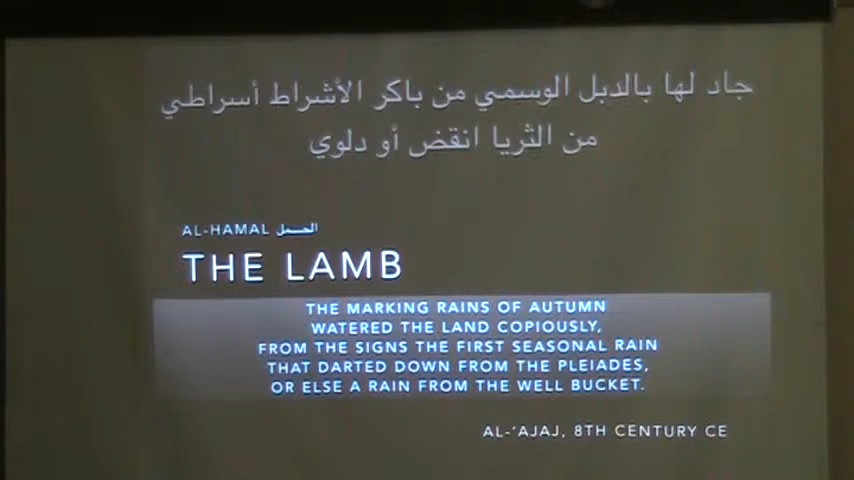 جاد لها بالدبل الوسمي من باكر الأشراط أسراطي
من الثريا انقض أو دلوي
AL-HAMAL الحمل
THE LAMB
THE MARKING RAINS OF AUTUMN
WATERED THE LAND COPIOUSLY,
FROM THE SIGNS THE FIRST SEASONAL RAIN
THAT DARTED DOWN FROM THE PLEIADES,
OR ELSE A RAIN FROM THE WELL BUCKET.
AL-'AJAJ, 8TH CENTURY CE